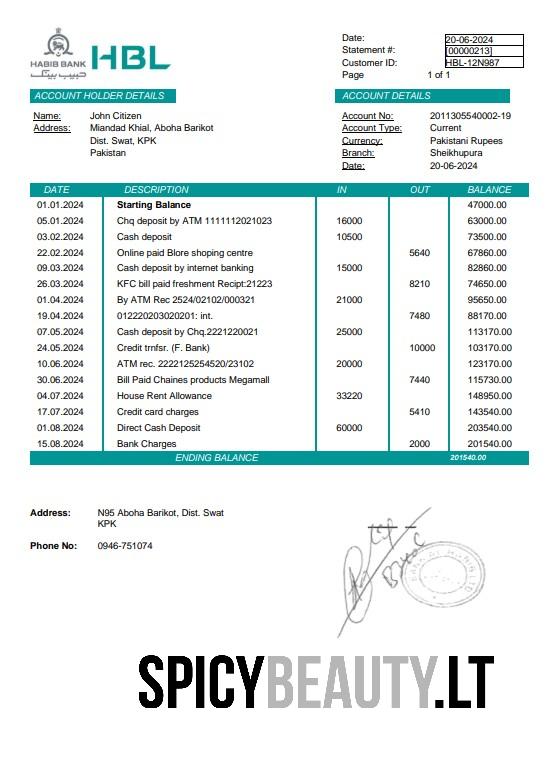 HABIB BANK
حبیب بینک
HBL
Date: 20-06-2024
Statement #: [00000213]
Customer ID: HBL-12N987
Page 1 of 1
ACCOUNT HOLDER DETAILS
Name: John Citizen
Address: Miandad Khial, Aboha Barikot
Dist. Swat, KPK
Pakistan
ACCOUNT DETAILS
Account No: 2011305540002-19
Account Type: Current
Currency: Pakistani Rupees
Branch: Sheikhupura
Date: 20-06-2024
DATE DESCRIPTION IN OUT BALANCE
01.01.2024 Starting Balance 47000.00
05.01.2024 Chq deposit by ATM 1111112021023 16000 63000.00
03.02.2024 Cash deposit 10500 73500.00
22.02.2024 Online paid Blore shoping centre 5640 67860.00
09.03.2024 Cash deposit by internet banking 15000 82860.00
26.03.2024 KFC bill paid freshment Recipt:21223 8210 74650.00
01.04.2024 By ATM Rec 2524/02102/000321 21000 95650.00
19.04.2024 012220203020201: int. 7480 88170.00
07.05.2024 Cash deposit by Chq.2221220021 25000 113170.00
24.05.2024 Credit trnfsr. (F. Bank) 10000 103170.00
10.06.2024 ATM rec. 2222125254520/23102 20000 123170.00
30.06.2024 Bill Paid Chaines products Megamall 7440 115730.00
04.07.2024 House Rent Allowance 33220 148950.00
17.07.2024 Credit card charges 5410 143540.00
01.08.2024 Direct Cash Deposit 60000 203540.00
15.08.2024 Bank Charges 2000 201540.00
ENDING BALANCE 201540.00
Address: N95 Aboha Barikot, Dist. Swat
KPK
Phone No: 0946-751074
SPICYBEAUTY.LT